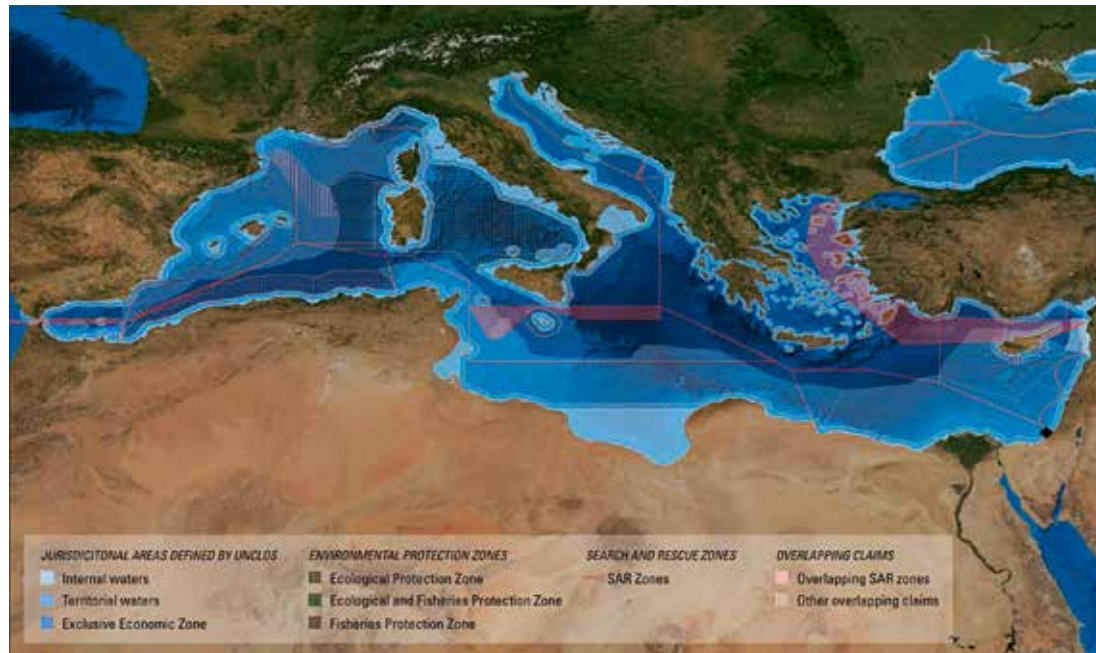 JURISDICITONAL AREAS DEFINED BY UNCLOS
Internal waters
Territorial waters
Exclusive Economic Zone
ENVIRONMENTAL PROTECTION ZONES
Ecological Protection Zone
Ecological and Fisheries Protection Zone
Fisheries Protection Zone
SEARCH AND RESCUE ZONES
SAR Zones
OVERLAPPING CLAIMS
Overlapping SAR zones
Other overlapping claims